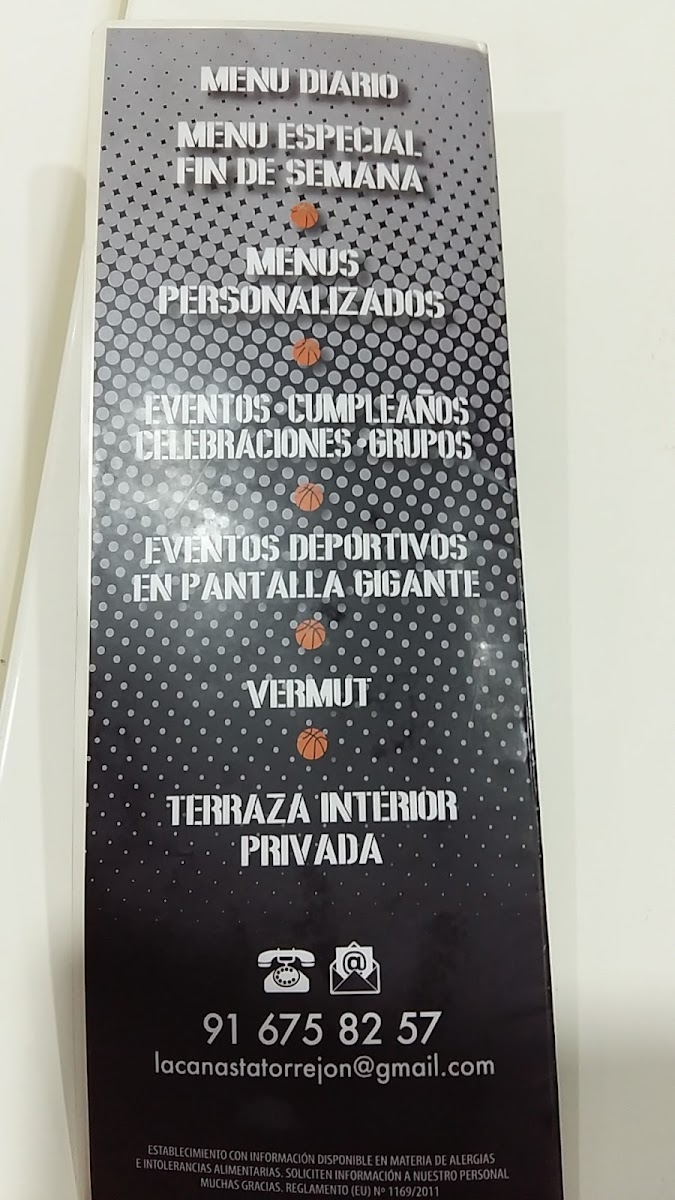 MENU DIARIO
MENU ESPECIAL
FIN DE SEMANA
MENUS
PERSONALIZADOS
EVENTOS·CUMPLEAÑOS
CELEBRACIONES·GRUPOS
EVENTOS DEPORTIVOS
EN PANTALLA GIGANTE
VERMUT
TERRAZA INTERIOR
PRIVADA
@
91 675 82 57
lacanastatorrejon@gmail.com
ESTABLECIMIENTO CON INFORMACIÓN DISPONIBLE EN MATERIA DE ALERGIAS
E INTOLERANCIAS ALIMENTARIAS. SOLICITEN INFORMACIÓN A NUESTRO PERSONAL
MUCHAS GRACIAS. REGLAMENTO (EU) Nº 1169/2011